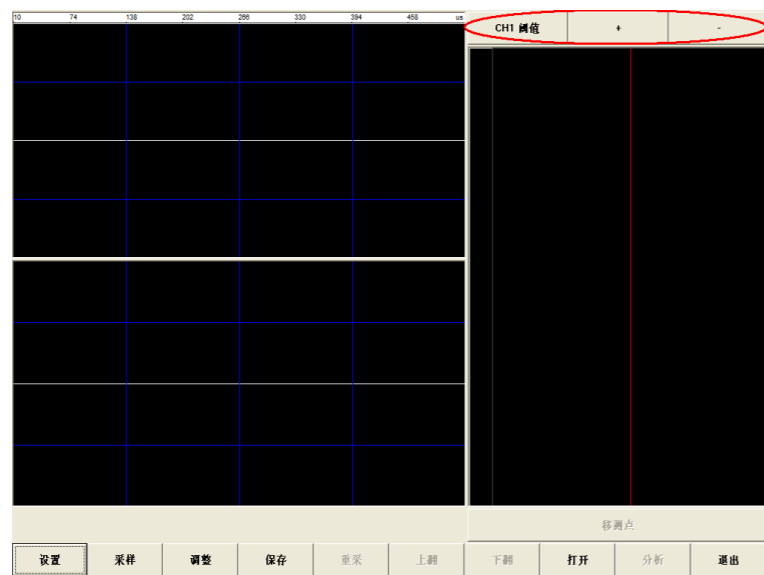 10 74 138 202 266 330 394 458 us
CH1 阈值 + -
移测点
设置 采样 调整 保存 重采 上翻 下翻 打开 分析 退出